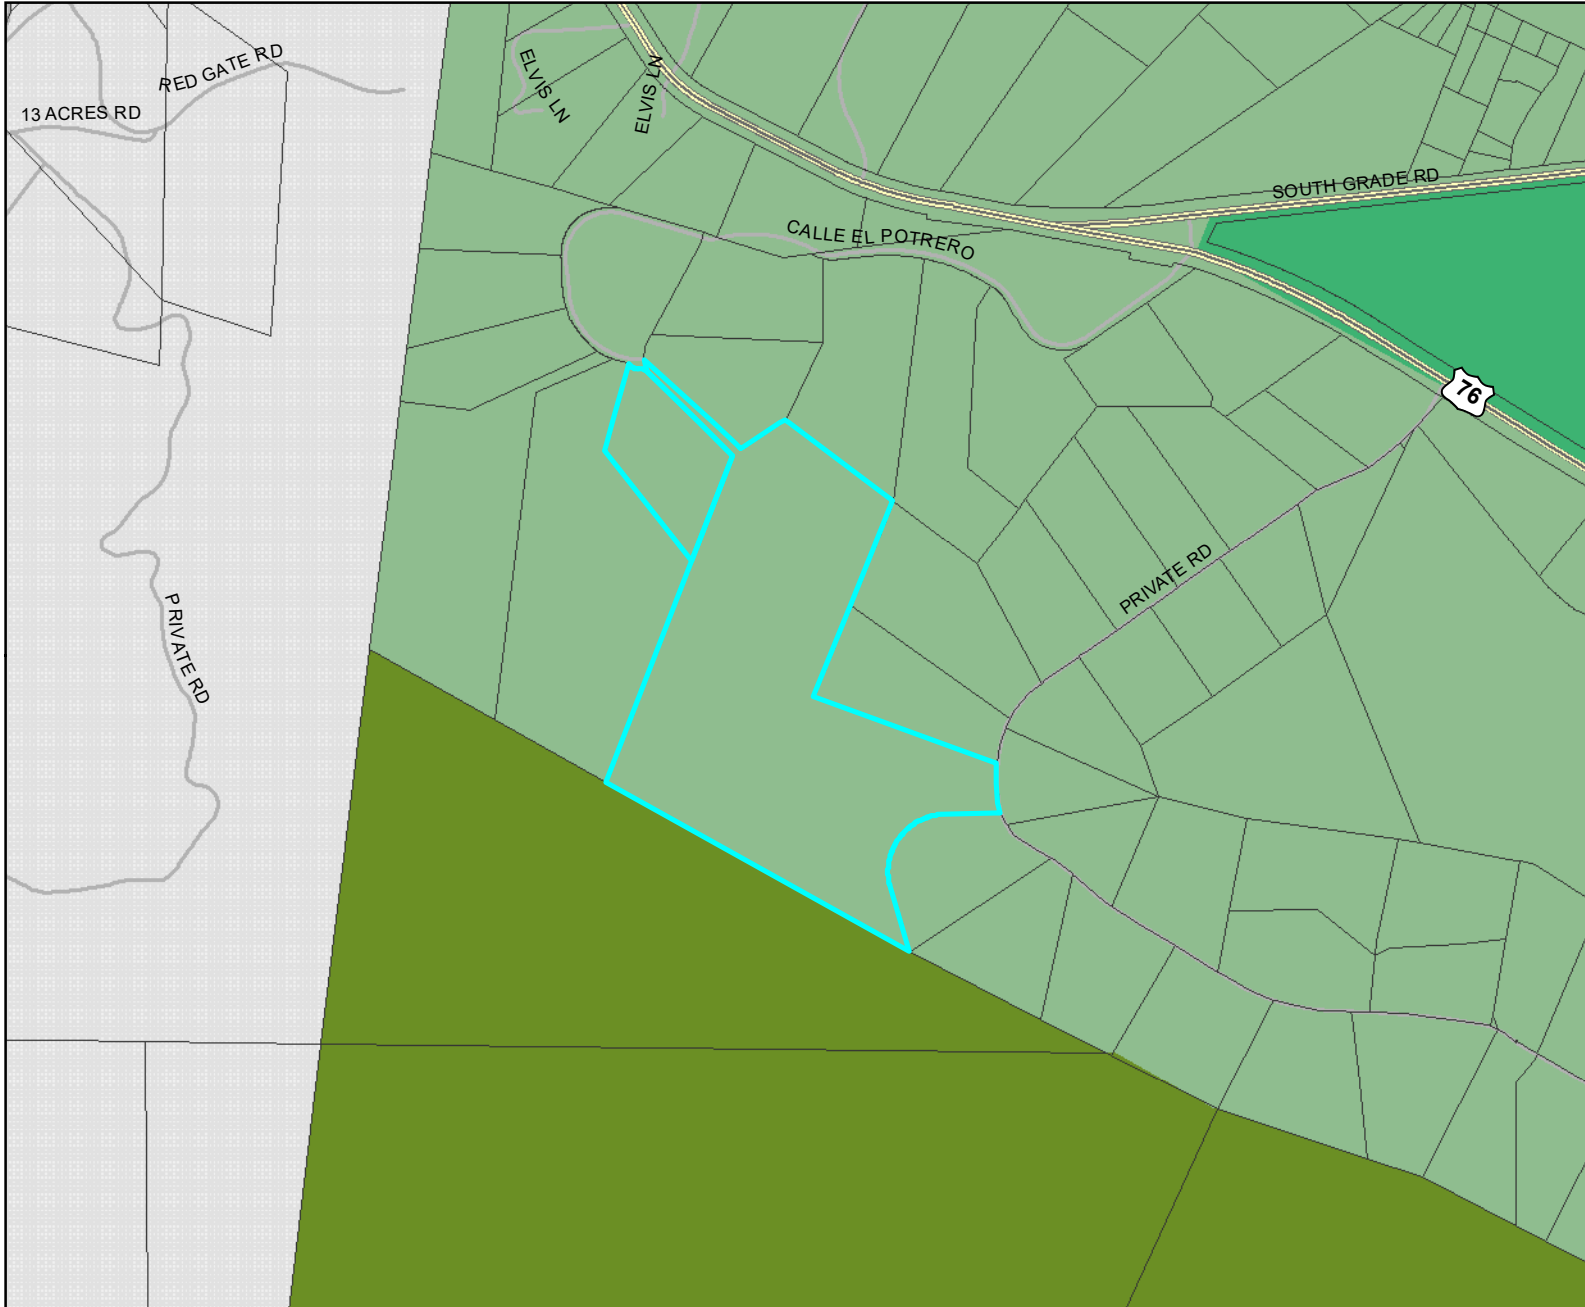 RED GATE RD
13 ACRES RD
ELVIS LN
ELVIS LN
SOUTH GRADE RD
CALLE EL POTRERO
76
PRIVATE RD
PRIVATE RD